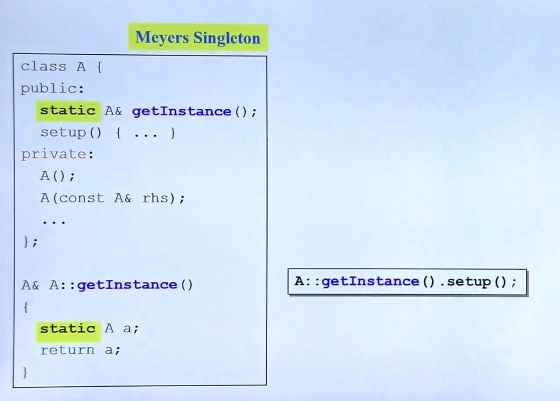 Meyers Singleton
class A {
public:
  static A& getInstance();
  setup() { ... }
private:
  A();
  A(const A& rhs);
  ...
};

A& A::getInstance()
{
  static A a;
  return a;
}
A::getInstance().setup();